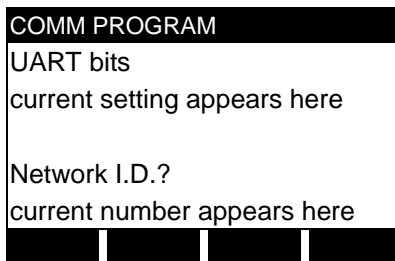 COMM PROGRAM
UART bits
current setting appears here
Network I.D.?
current number appears here